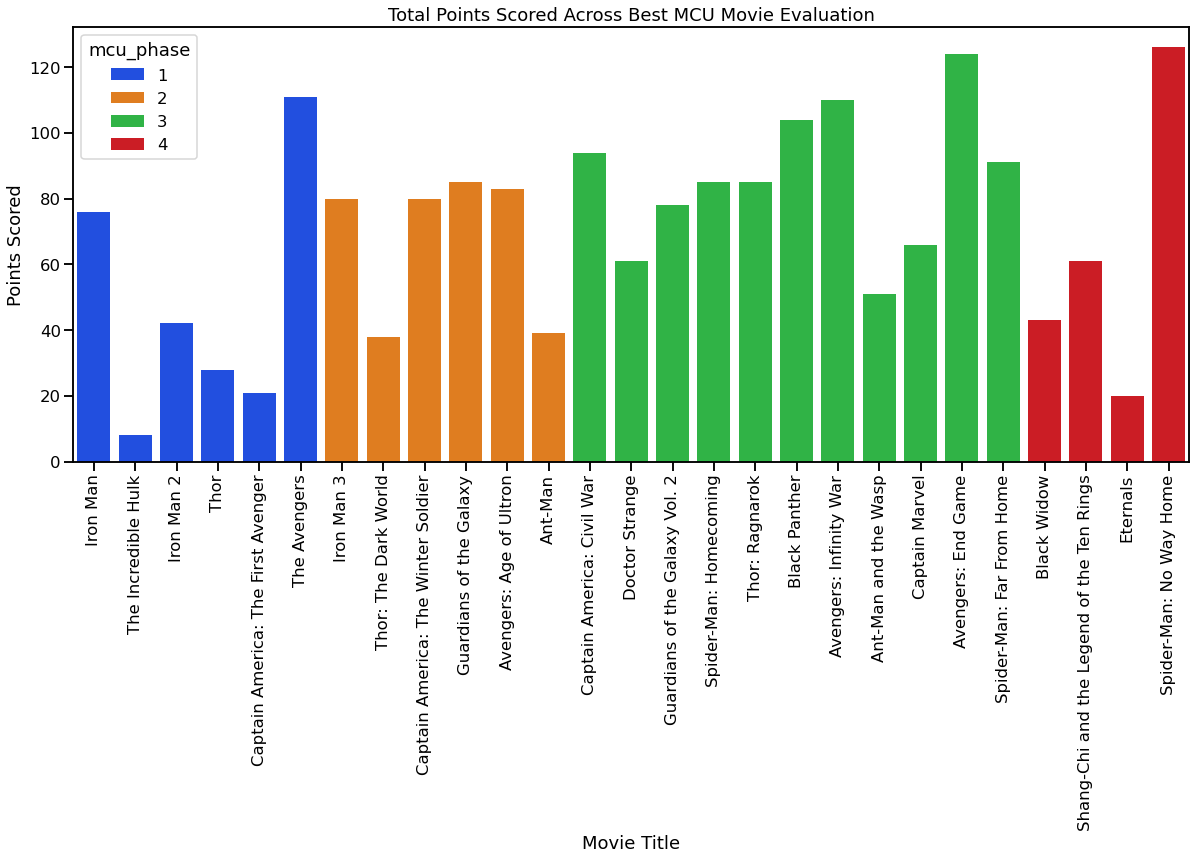 Total Points Scored Across Best MCU Movie Evaluation
mcu_phase
1
2
3
4
Points Scored
120
100
80
60
40
20
0
Iron Man
The Incredible Hulk
Iron Man 2
Thor
Captain America: The First Avenger
The Avengers
Iron Man 3
Thor: The Dark World
Captain America: The Winter Soldier
Guardians of the Galaxy
Avengers: Age of Ultron
Ant-Man
Captain America: Civil War
Doctor Strange
Guardians of the Galaxy Vol. 2
Spider-Man: Homecoming
Thor: Ragnarok
Black Panther
Avengers: Infinity War
Ant-Man and the Wasp
Captain Marvel
Avengers: End Game
Spider-Man: Far From Home
Black Widow
Shang-Chi and the Legend of the Ten Rings
Eternals
Spider-Man: No Way Home
Movie Title